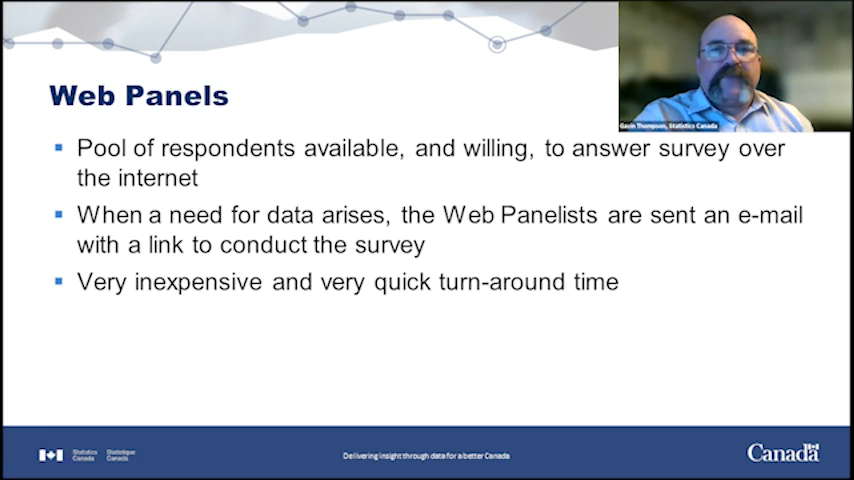 Web Panels
Gavin Thompson, Statistics Canada
Pool of respondents available, and willing, to answer survey over
the internet
When a need for data arises, the Web Panelists are sent an e-mail
with a link to conduct the survey
Very inexpensive and very quick turn-around time
Statistics Statistique
Canada Canada
Delivering insight through data for a better Canada
Canada